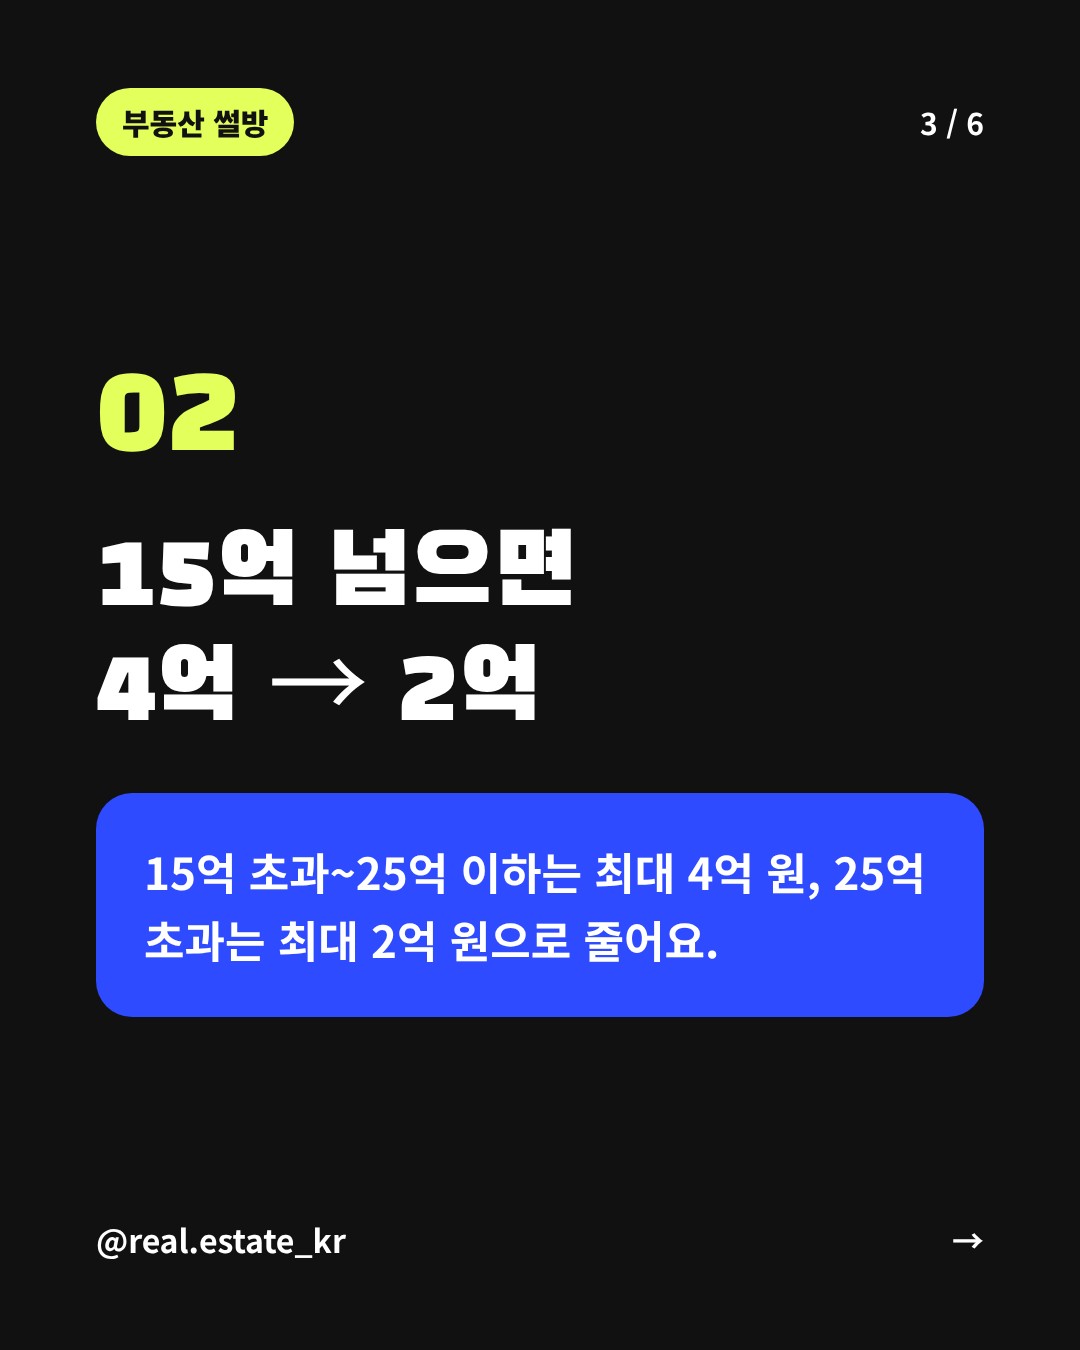 부동산 썰방
3 / 6
02
15억 넘으면
4억 → 2억
15억 초과~25억 이하는 최대 4억 원, 25억
초과는 최대 2억 원으로 줄어요.
@real.estate_kr
→